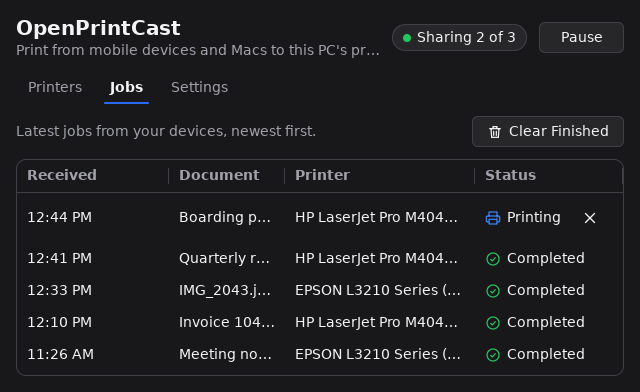 OpenPrintCast
Print from mobile devices and Macs to this PC's pr…
Sharing 2 of 3
Pause
Printers Jobs Settings
Latest jobs from your devices, newest first.
Clear Finished
Received Document Printer Status
12:44 PM Boarding p… HP LaserJet Pro M404… Printing
12:41 PM Quarterly r… HP LaserJet Pro M404… Completed
12:33 PM IMG_2043.j… EPSON L3210 Series (… Completed
12:10 PM Invoice 104… HP LaserJet Pro M404… Completed
11:26 AM Meeting no… EPSON L3210 Series (… Completed